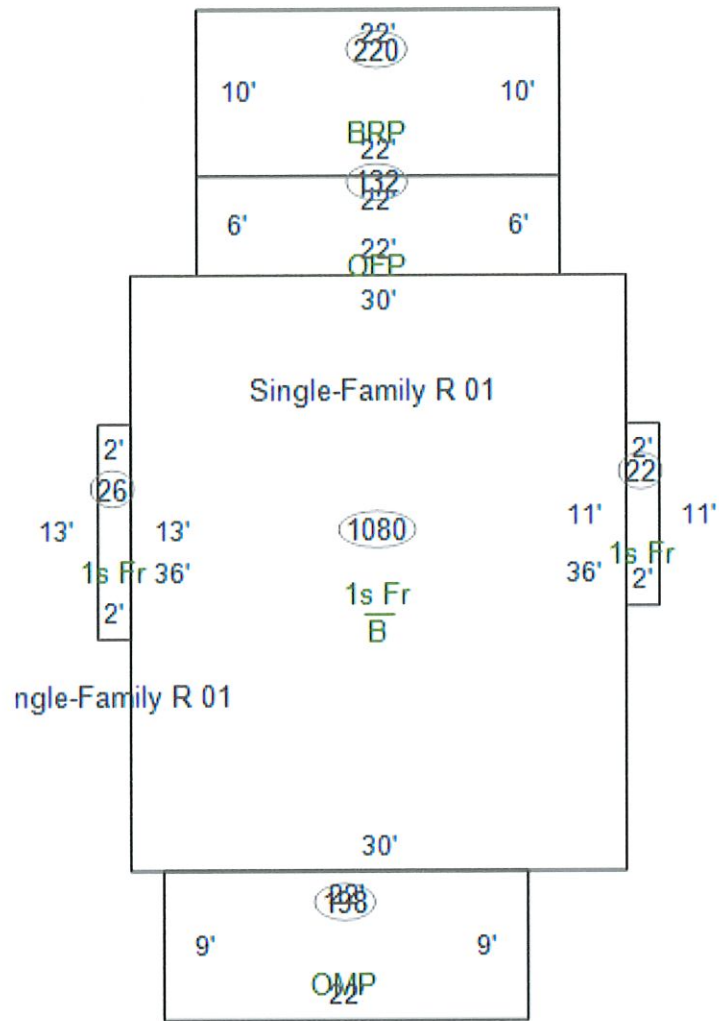 22'
220
10' 10'
BRP
22'
132
22'
6' 6'
22'
OFP
30'
Single-Family R 01
2' 2'
26 22
13' 13' 1080 11' 11'
1s Fr 36' 36' 1s Fr
2' 1s Fr 2'
B
ngle-Family R 01
30'
22'
198
9' 9'
OMP
22'